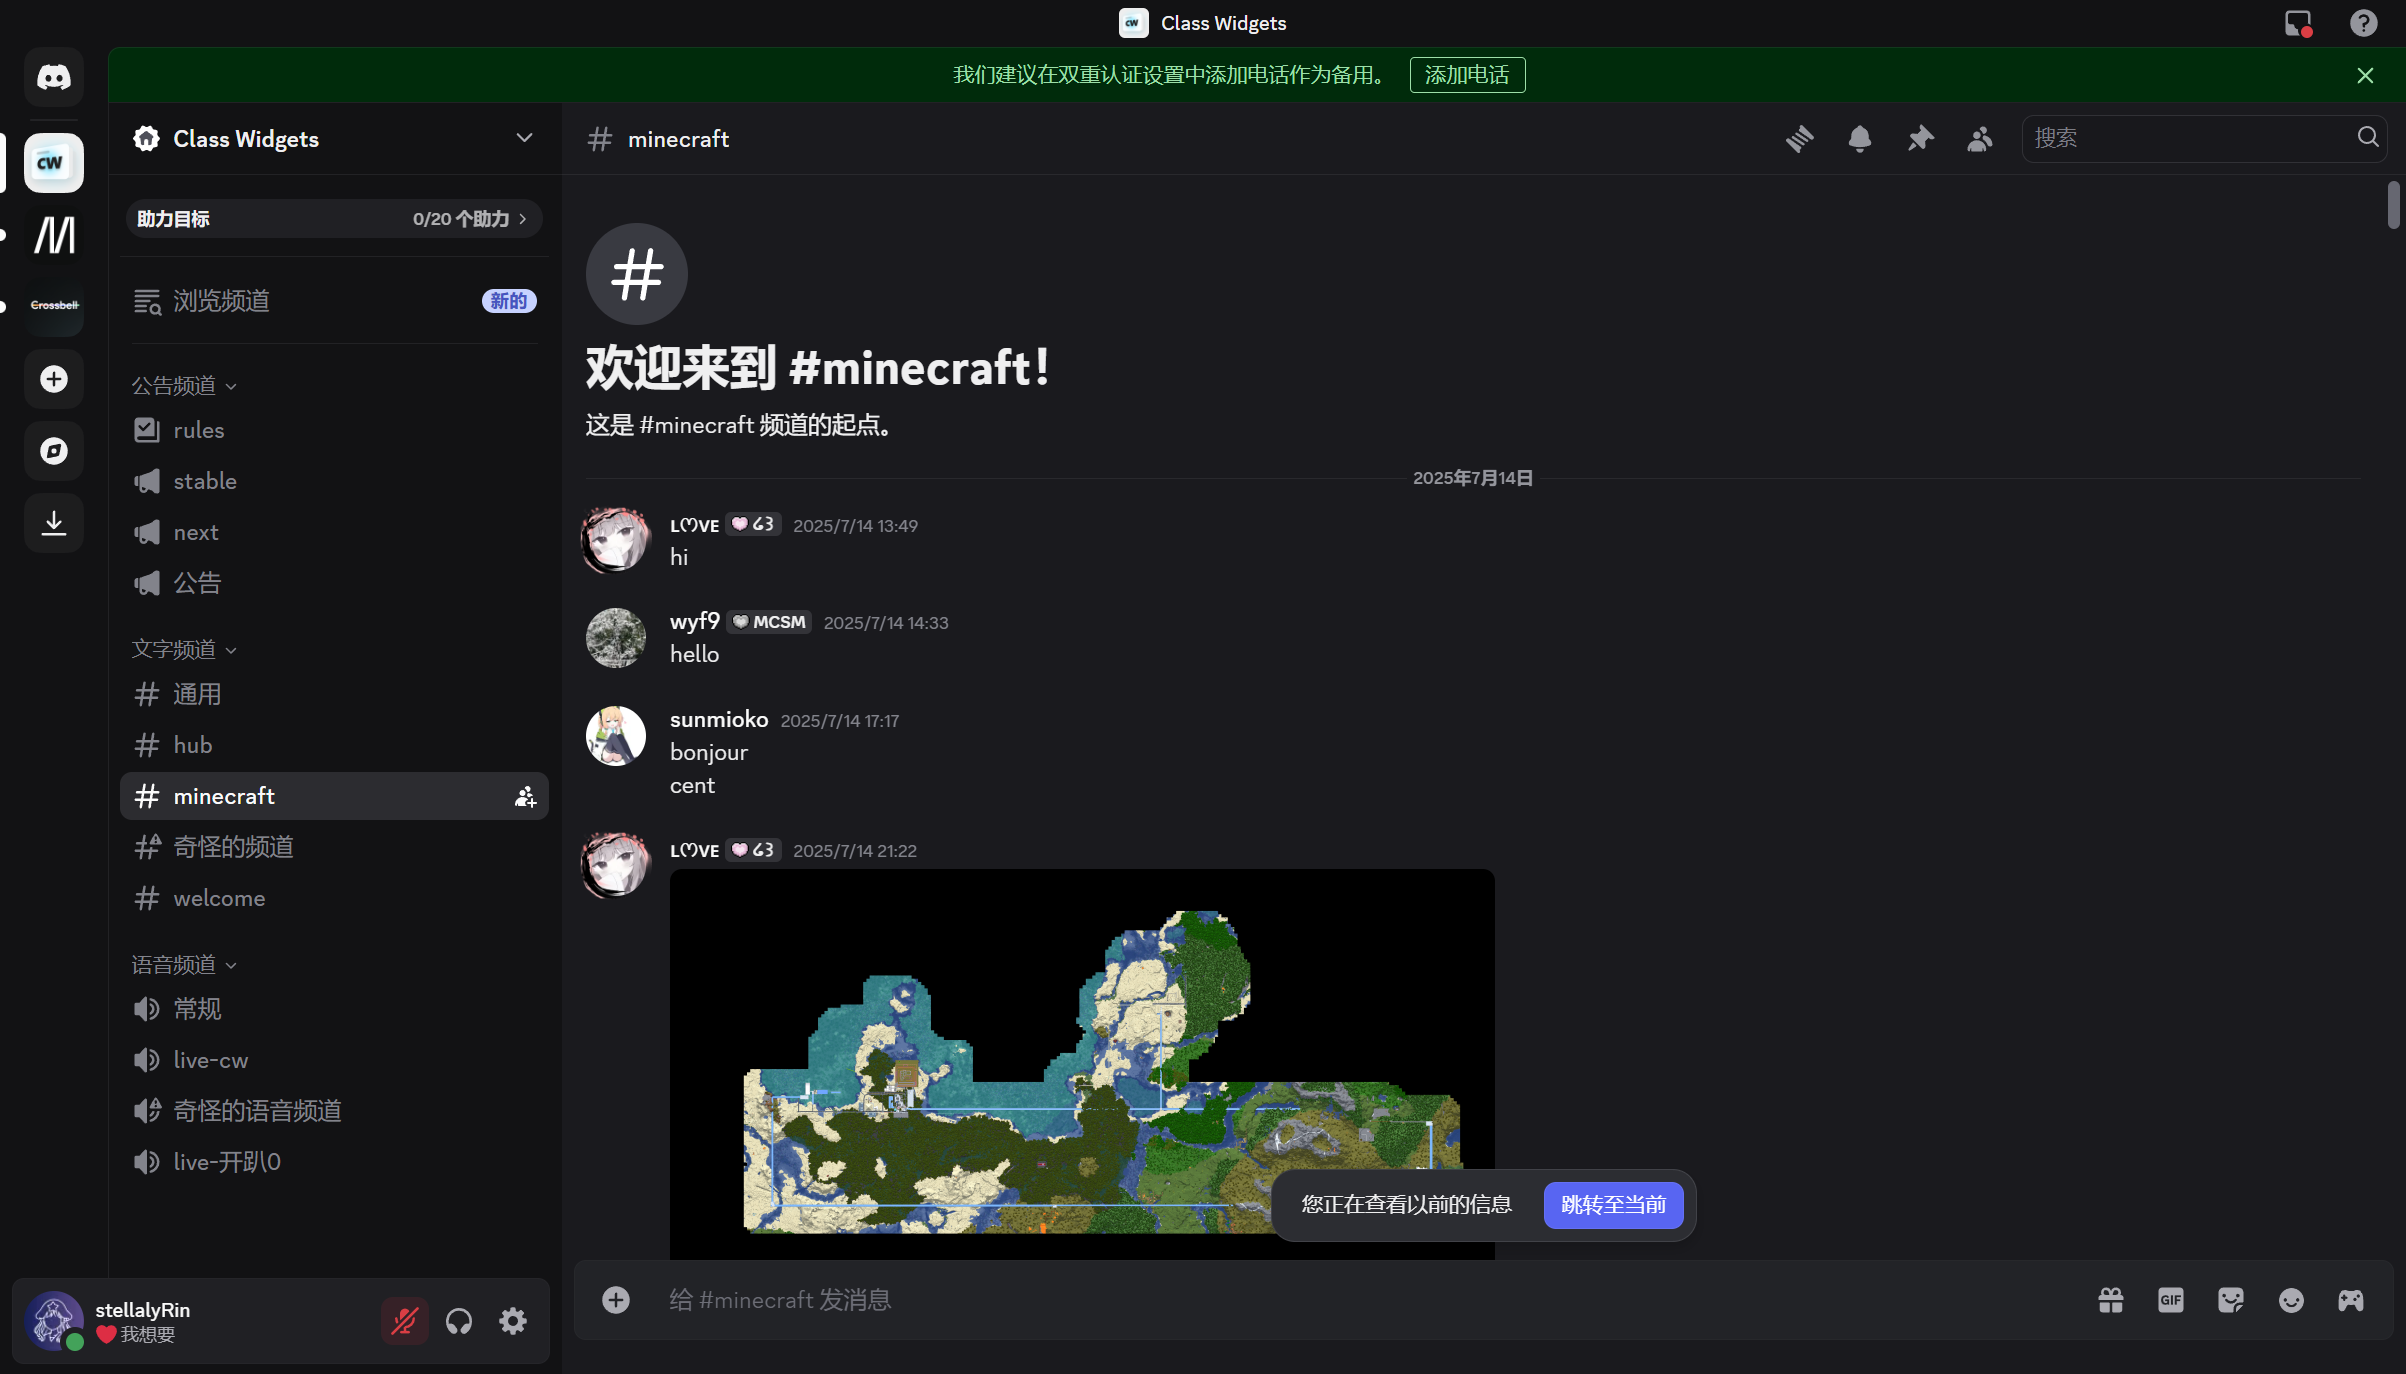 Class Widgets
我们建议在双重认证设置中添加电话作为备用。 添加电话
CW
Crossbell
Class Widgets
助力目标 0/20 个助力
浏览频道 新的
公告频道
rules
stable
next
公告
文字频道
通用
hub
minecraft
奇怪的频道
welcome
语音频道
常规
live-cw
奇怪的语音频道
live-开趴0
stellalyRin
❤️我想要
minecraft
搜索
欢迎来到 #minecraft！
这是 #minecraft 频道的起点。
2025年7月14日
LᰔVE ໒3 2025/7/14 13:49
hi
wyf9 MCSM 2025/7/14 14:33
hello
sunmioko 2025/7/14 17:17
bonjour
cent
LᰔVE ໒3 2025/7/14 21:22
您正在查看以前的信息 跳转至当前
给 #minecraft 发消息
GIF